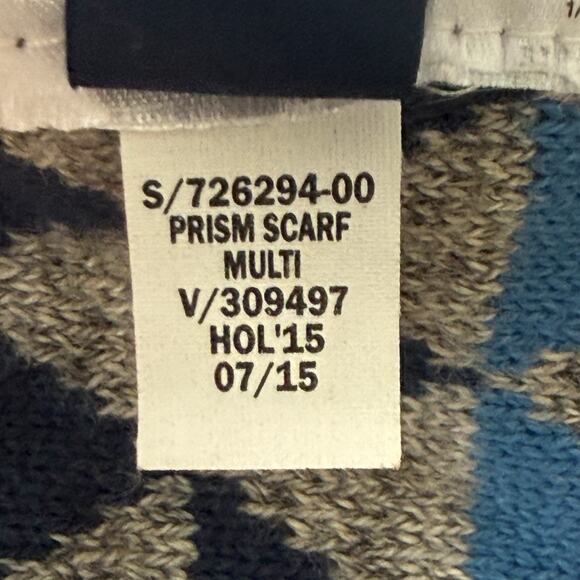 S/726294-00
PRISM SCARF
MULTI
V/309497
HOL'15
07/15